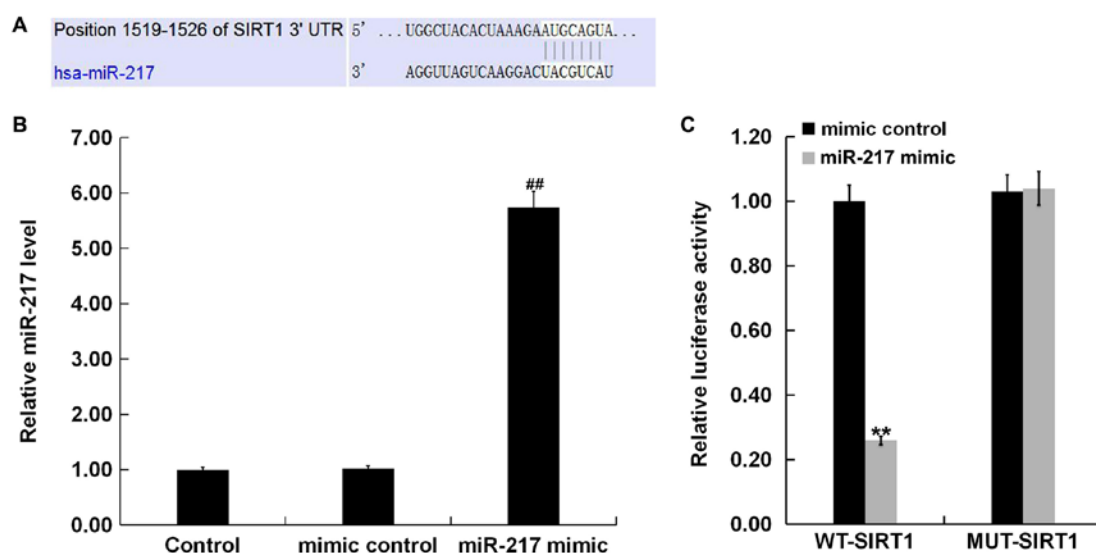 A
Position 1519-1526 of SIRT1 3' UTR 5' ...UGGCUACACUAAAGAAUGCAGUA...
hsa-miR-217 3' AGGUUAGUCAAGGACUACGUCAU
B
Relative miR-217 level
7.00
6.00
5.00
4.00
3.00
2.00
1.00
0.00
##
Control mimic control miR-217 mimic
C
mimic control
miR-217 mimic
Relative luciferase activity
1.20
1.00
0.80
0.60
0.40
0.20
0.00
**
WT-SIRT1 MUT-SIRT1